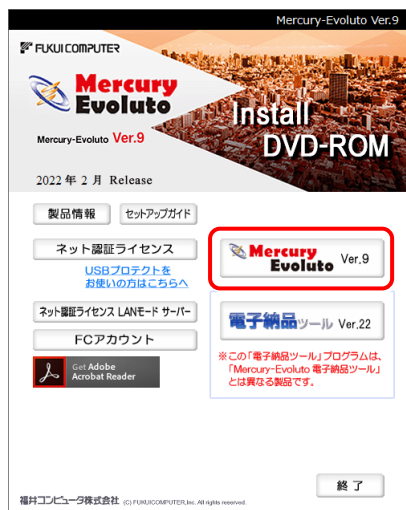 Mercury-Evoluto Ver.9
FUKUI COMPUTER
Mercury
Evoluto
Mercury-Evoluto Ver.9
Install
DVD-ROM
2022 年 2 月 Release
製品情報
セットアップガイド
ネット認証ライセンス
USBプロテクトを
お使いの方はこちらへ
Mercury
Evoluto Ver.9
ネット認証ライセンス LANモード サーバー
電子納品ツール Ver.22
FCアカウント
※この「電子納品ツール」プログラムは、
「Mercury-Evoluto 電子納品ツール」
とは異なる製品です。
Get Adobe
Acrobat Reader
終 了
福井コンピュータ株式会社 (C) FUKUICOMPUTER,Inc. All rights reserved.